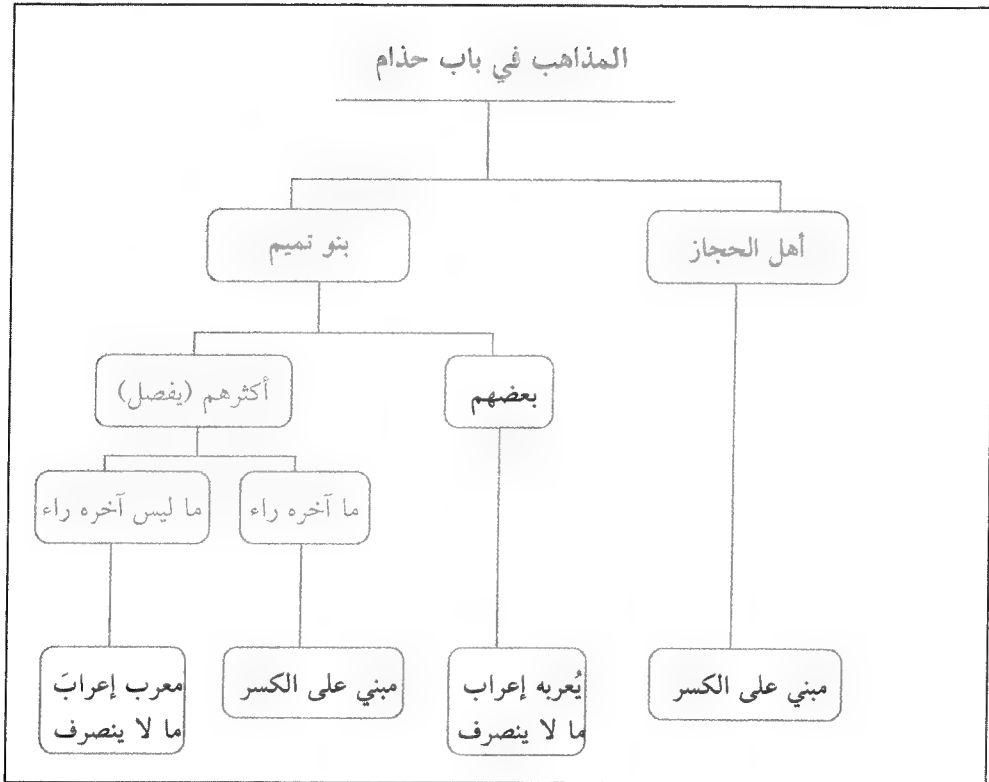 المذاهب في باب حذام
أهل الحجاز
بنو تميم
بعضهم
أكثرهم (يفصل)
ما آخره راء
ما ليس آخره راء
مبني على الكسر
يُعربه إعراب
ما لا ينصرف
مبني على الكسر
معرب إعرابَ
ما لا ينصرف